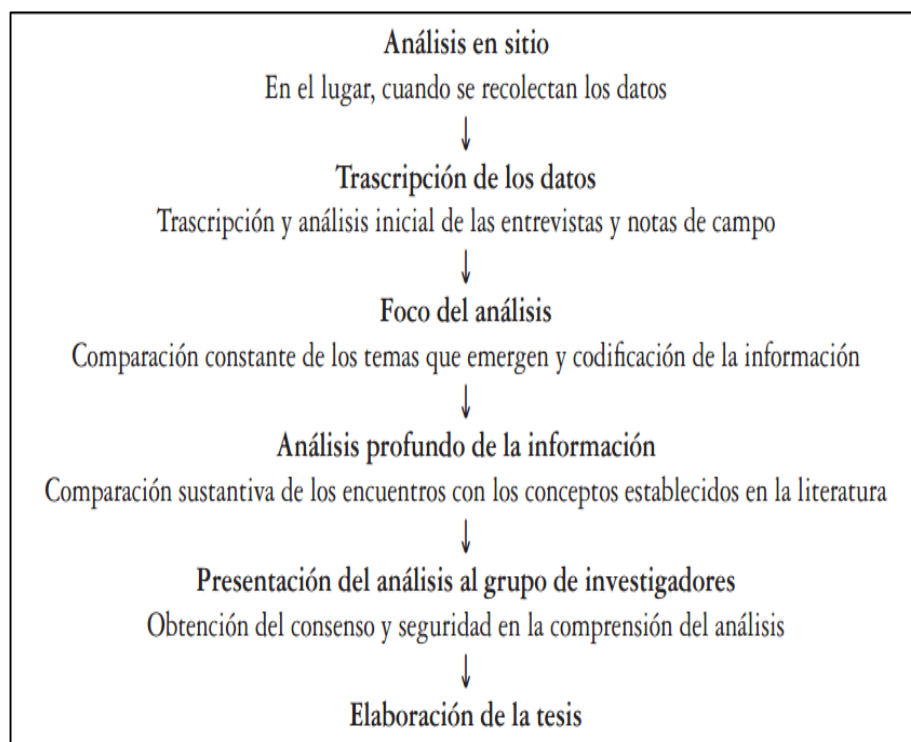 Análisis en sitio
En el lugar, cuando se recolectan los datos
Trascripción de los datos
Trascripción y análisis inicial de las entrevistas y notas de campo
Foco del análisis
Comparación constante de los temas que emergen y codificación de la información
Análisis profundo de la información
Comparación sustantiva de los encuentros con los conceptos establecidos en la literatura
Presentación del análisis al grupo de investigadores
Obtención del consenso y seguridad en la comprensión del análisis
Elaboración de la tesis